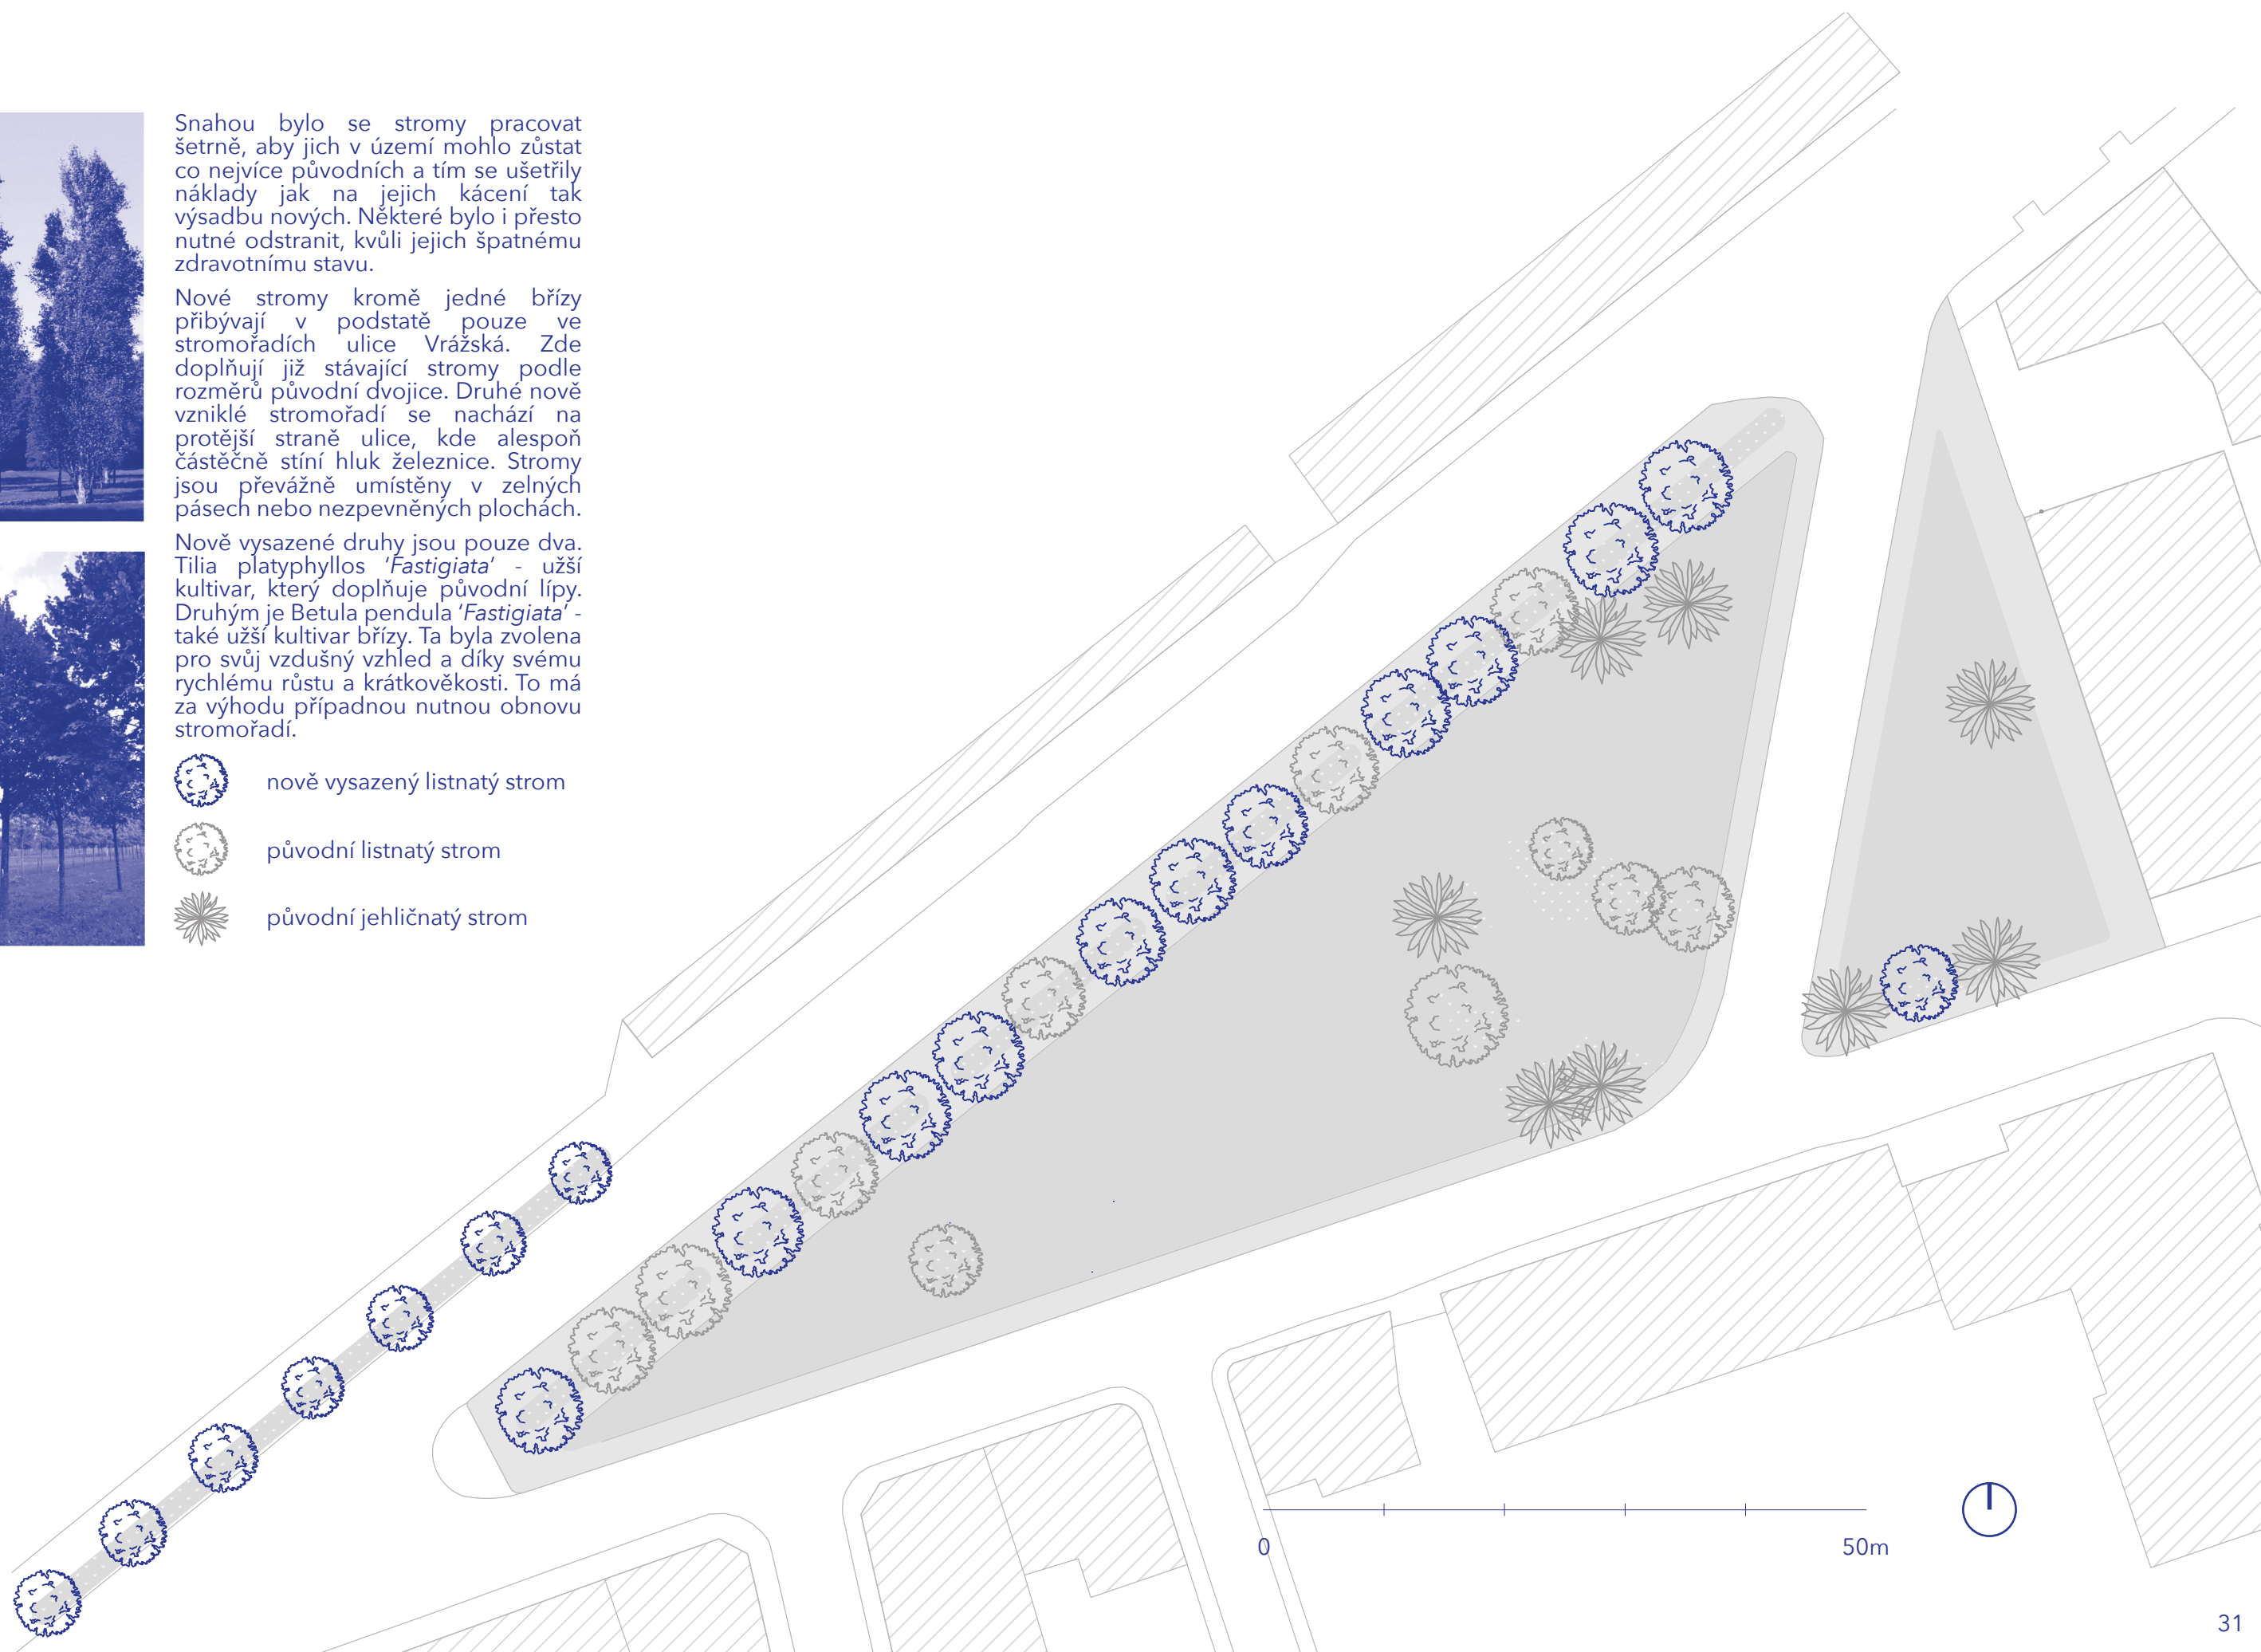 Snahou bylo se stromy pracovat
šetrně, aby jich v území mohlo zůstat
co nejvíce původních a tím se ušetřily
náklady jak na jejich kácení tak
výsadbu nových. Některé bylo i přesto
nutné odstranit, kvůli jejich špatnému
zdravotnímu stavu.
Nové stromy kromě jedné břízy
přibývají v podstatě pouze ve
stromořadích ulice Vrážská. Zde
doplňují již stávající stromy podle
rozměrů původní dvojice. Druhé nově
vzniklé stromořadí se nachází na
protější straně ulice, kde alespoň
částěčně stíní hluk železnice. Stromy
jsou převážně umístěny v zelných
pásech nebo nezpevněných plochách.
Nově vysazené druhy jsou pouze dva.
Tilia platyphyllos ‘Fastigiata‘ - užší
kultivar, který doplňuje původní lípy.
Druhým je Betula pendula ‘Fastigiata‘ -
také užší kultivar břízy. Ta byla zvolena
pro svůj vzdušný vzhled a díky svému
rychlému růstu a krátkověkosti. To má
za výhodu případnou nutnou obnovu
stromořadí.
nově vysazený listnatý strom
původní listnatý strom
původní jehličnatý strom
0 50m
31